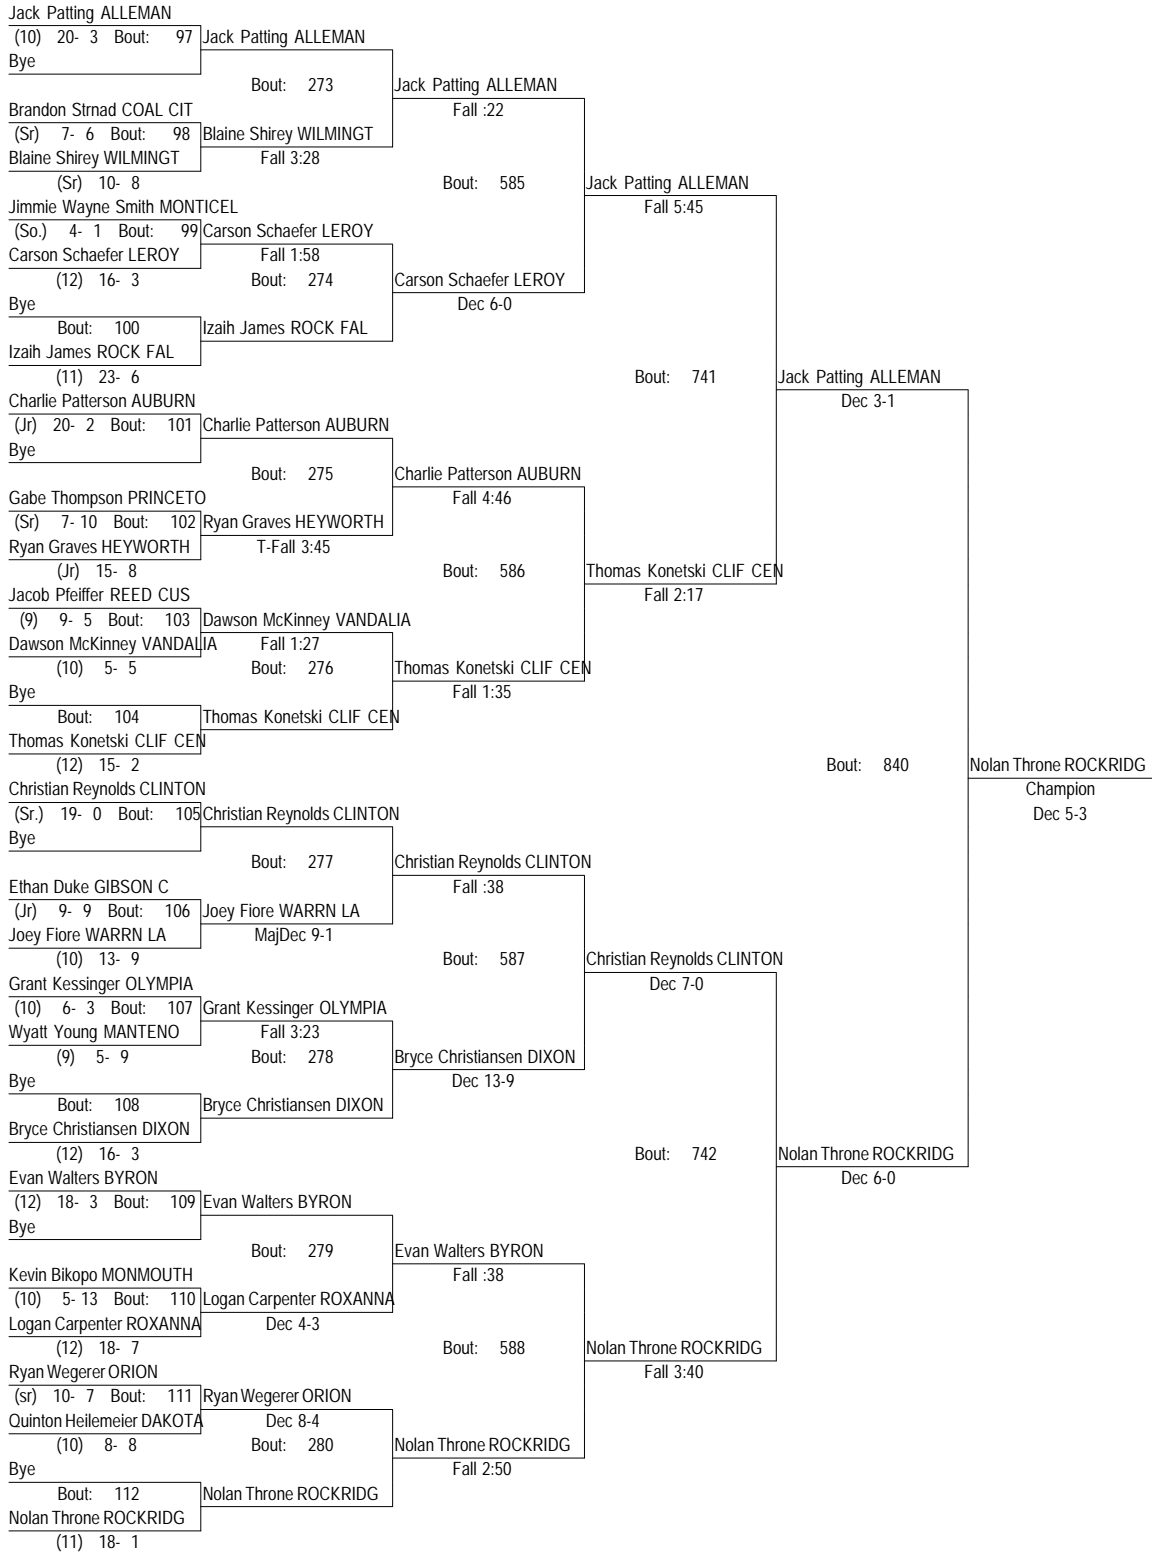 Jack Patting ALLEMAN
(10) 20- 3 Bout: 97 Jack Patting ALLEMAN
Bye
Bout: 273 Jack Patting ALLEMAN
Brandon Strnad COAL CIT Fall :22
(Sr) 7- 6 Bout: 98 Blaine Shirey WILMINGT
Blaine Shirey WILMINGT Fall 3:28
(Sr) 10- 8 Bout: 585 Jack Patting ALLEMAN
Jimmie Wayne Smith MONTICEL Fall 5:45
(So.) 4- 1 Bout: 99 Carson Schaefer LEROY
Carson Schaefer LEROY Fall 1:58
(12) 16- 3 Bout: 274 Carson Schaefer LEROY
Bye Dec 6-0
Bout: 100 Izaih James ROCK FAL
Izaih James ROCK FAL
(11) 23- 6 Bout: 741 Jack Patting ALLEMAN
Charlie Patterson AUBURN Dec 3-1
(Jr) 20- 2 Bout: 101 Charlie Patterson AUBURN
Bye
Bout: 275 Charlie Patterson AUBURN
Gabe Thompson PRINCETO Fall 4:46
(Sr) 7- 10 Bout: 102 Ryan Graves HEYWORTH
Ryan Graves HEYWORTH T-Fall 3:45
(Jr) 15- 8 Bout: 586 Thomas Konetski CLIF CEN
Jacob Pfeiffer REED CUS Fall 2:17
(9) 9- 5 Bout: 103 Dawson McKinney VANDALIA
Dawson McKinney VANDALIA Fall 1:27
(10) 5- 5 Bout: 276 Thomas Konetski CLIF CEN
Bye Fall 1:35
Bout: 104 Thomas Konetski CLIF CEN
Thomas Konetski CLIF CEN
(12) 15- 2 Bout: 840 Nolan Throne ROCKRIDG
Christian Reynolds CLINTON Champion
(Sr.) 19- 0 Bout: 105 Christian Reynolds CLINTON Dec 5-3
Bye
Bout: 277 Christian Reynolds CLINTON
Ethan Duke GIBSON C Fall :38
(Jr) 9- 9 Bout: 106 Joey Fiore WARRN LA
Joey Fiore WARRN LA MajDec 9-1
(10) 13- 9 Bout: 587 Christian Reynolds CLINTON
Grant Kessinger OLYMPIA Dec 7-0
(10) 6- 3 Bout: 107 Grant Kessinger OLYMPIA
Wyatt Young MANTENO Fall 3:23
(9) 5- 9 Bout: 278 Bryce Christiansen DIXON
Bye Dec 13-9
Bout: 108 Bryce Christiansen DIXON
Bryce Christiansen DIXON
(12) 16- 3 Bout: 742 Nolan Throne ROCKRIDG
Evan Walters BYRON Dec 6-0
(12) 18- 3 Bout: 109 Evan Walters BYRON
Bye
Bout: 279 Evan Walters BYRON
Kevin Bikopo MONMOUTH Fall :38
(10) 5- 13 Bout: 110 Logan Carpenter ROXANNA
Logan Carpenter ROXANNA Dec 4-3
(12) 18- 7 Bout: 588 Nolan Throne ROCKRIDG
Ryan Wegerer ORION Fall 3:40
(sr) 10- 7 Bout: 111 Ryan Wegerer ORION
Quinton Heilemeier DAKOTA Dec 8-4
(10) 8- 8 Bout: 280 Nolan Throne ROCKRIDG
Bye Fall 2:50
Bout: 112 Nolan Throne ROCKRIDG
Nolan Throne ROCKRIDG
(11) 18- 1